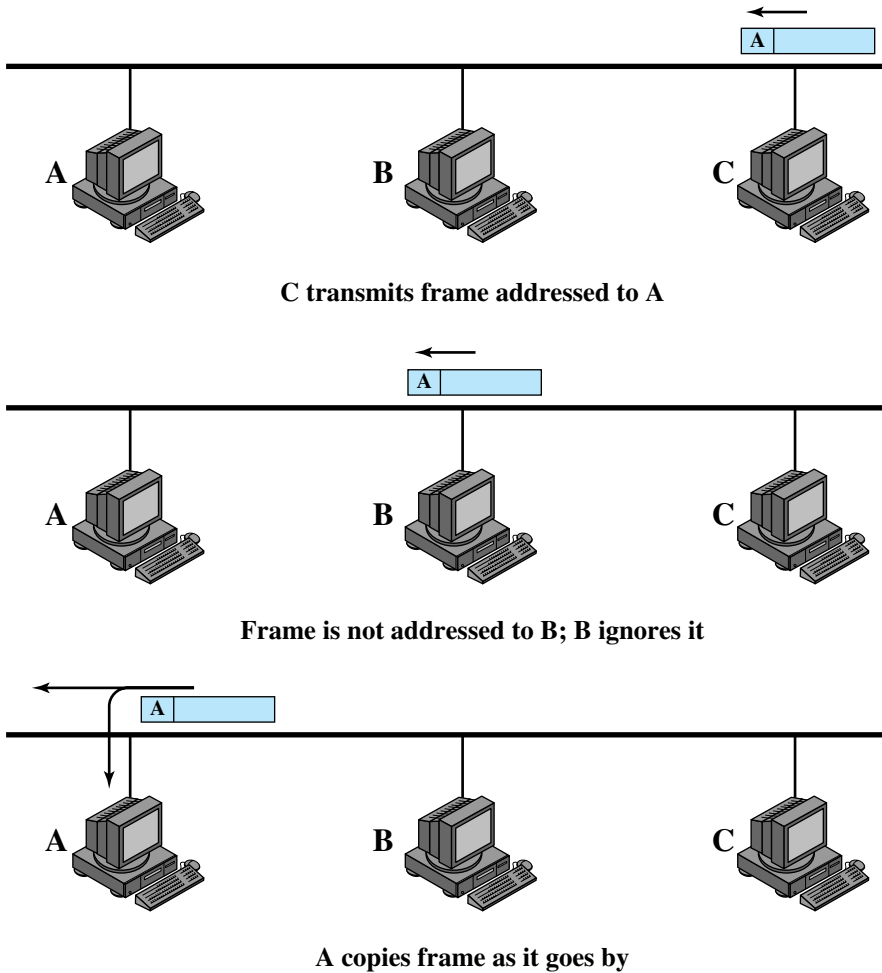 A
A B C
C transmits frame addressed to A
A
A B C
Frame is not addressed to B; B ignores it
A
A B C
A copies frame as it goes by